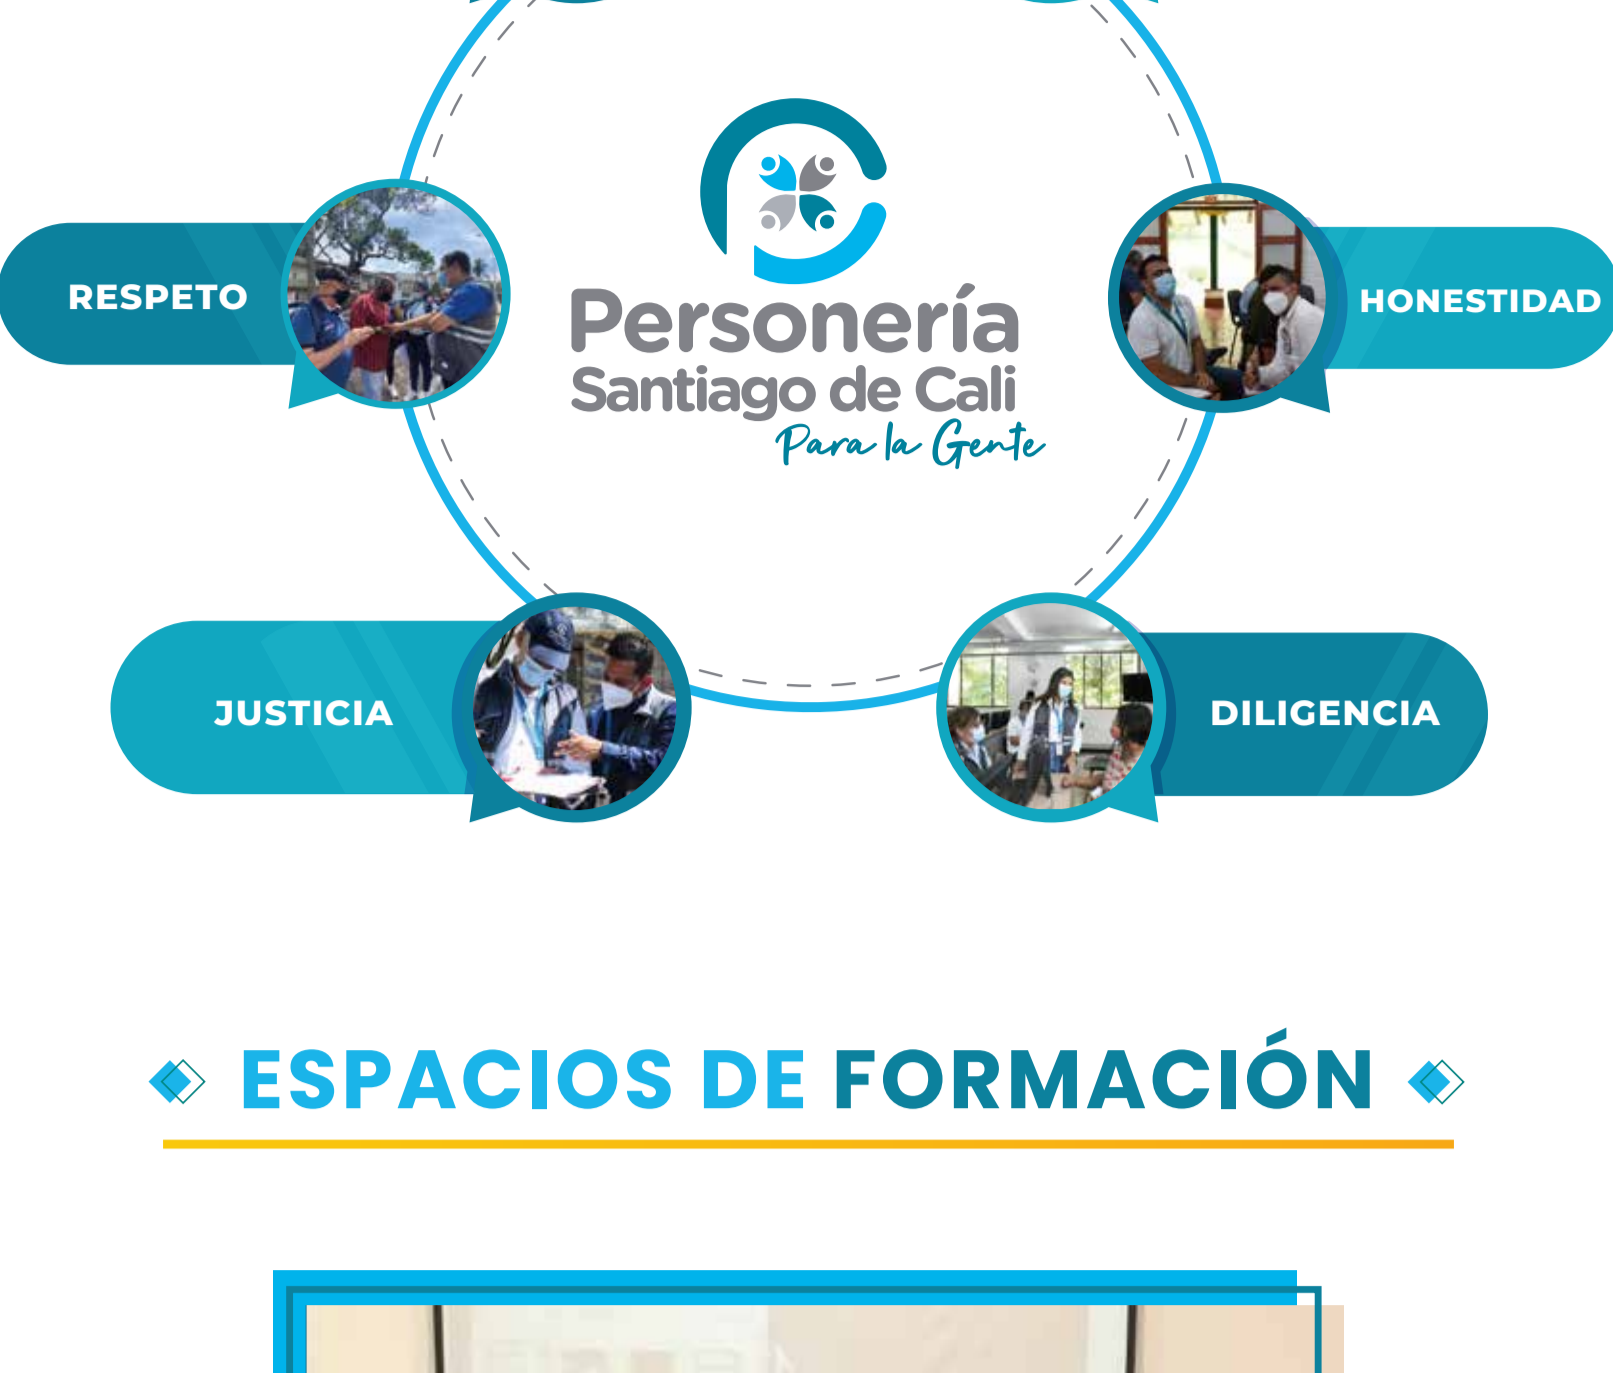 Personería
Santiago de Cali
Para la Gente
RESPETO
HONESTIDAD
JUSTICIA
DILIGENCIA
ESPACIOS DE FORMACIÓN